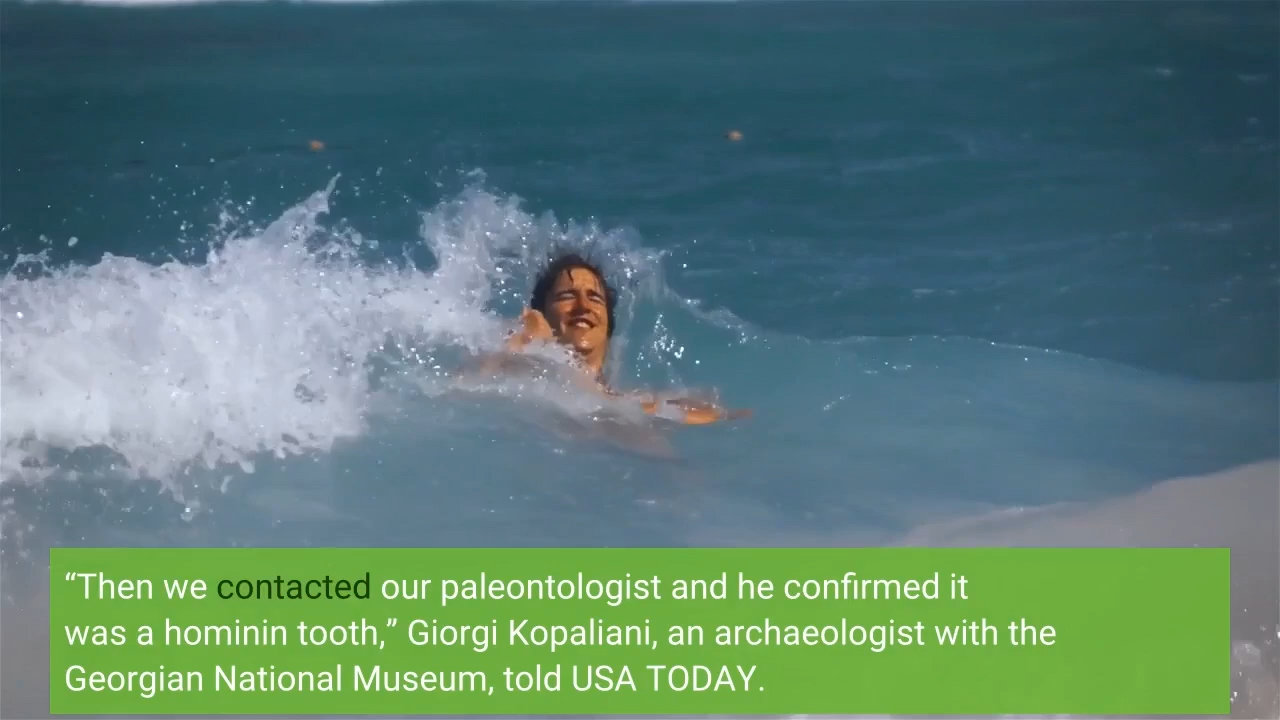 “Then we contacted our paleontologist and he confirmed it
was a hominin tooth,” Giorgi Kopaliani, an archaeologist with the
Georgian National Museum, told USA TODAY.